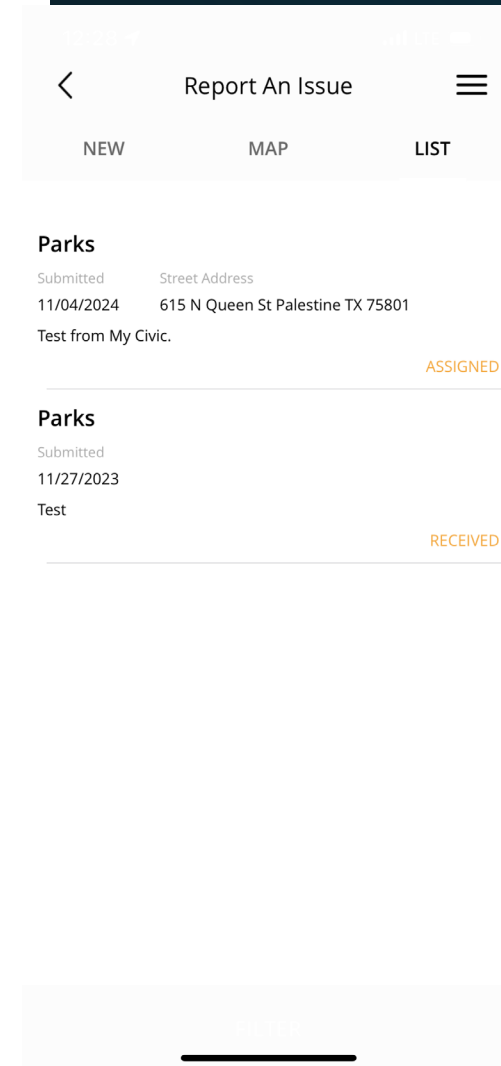 Report An Issue
NEW MAP LIST
Parks
Submitted Street Address
11/04/2024 615 N Queen St Palestine TX 75801
Test from My Civic.
ASSIGNED
Parks
Submitted
11/27/2023
Test
RECEIVED
FILTER